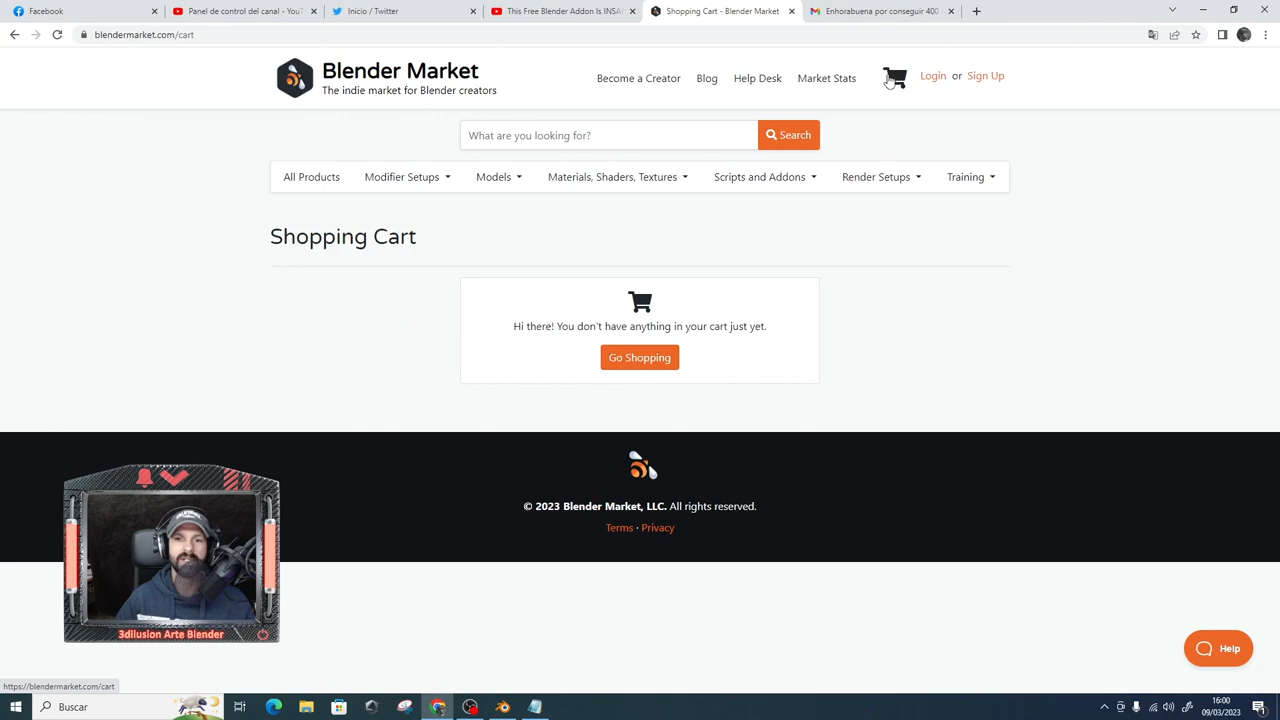 Facebook
Panel de control del canal - YouT
Inicio / Twitter
This Free Blender Addon Is INSA
Shopping Cart - Blender Market
Enhorabuena por conseguir 400
blendermarket.com/cart
Blender Market
The indie market for Blender creators
Become a Creator
Blog
Help Desk
Market Stats
Login or Sign Up
What are you looking for?
Search
All Products
Modifier Setups
Models
Materials, Shaders, Textures
Scripts and Addons
Render Setups
Training
Shopping Cart
Hi there! You don't have anything in your cart just yet.
Go Shopping
© 2023 Blender Market, LLC. All rights reserved.
Terms · Privacy
3dilusion Arte Blender
Help
https://blendermarket.com/cart
Buscar
16:00
09/03/2023